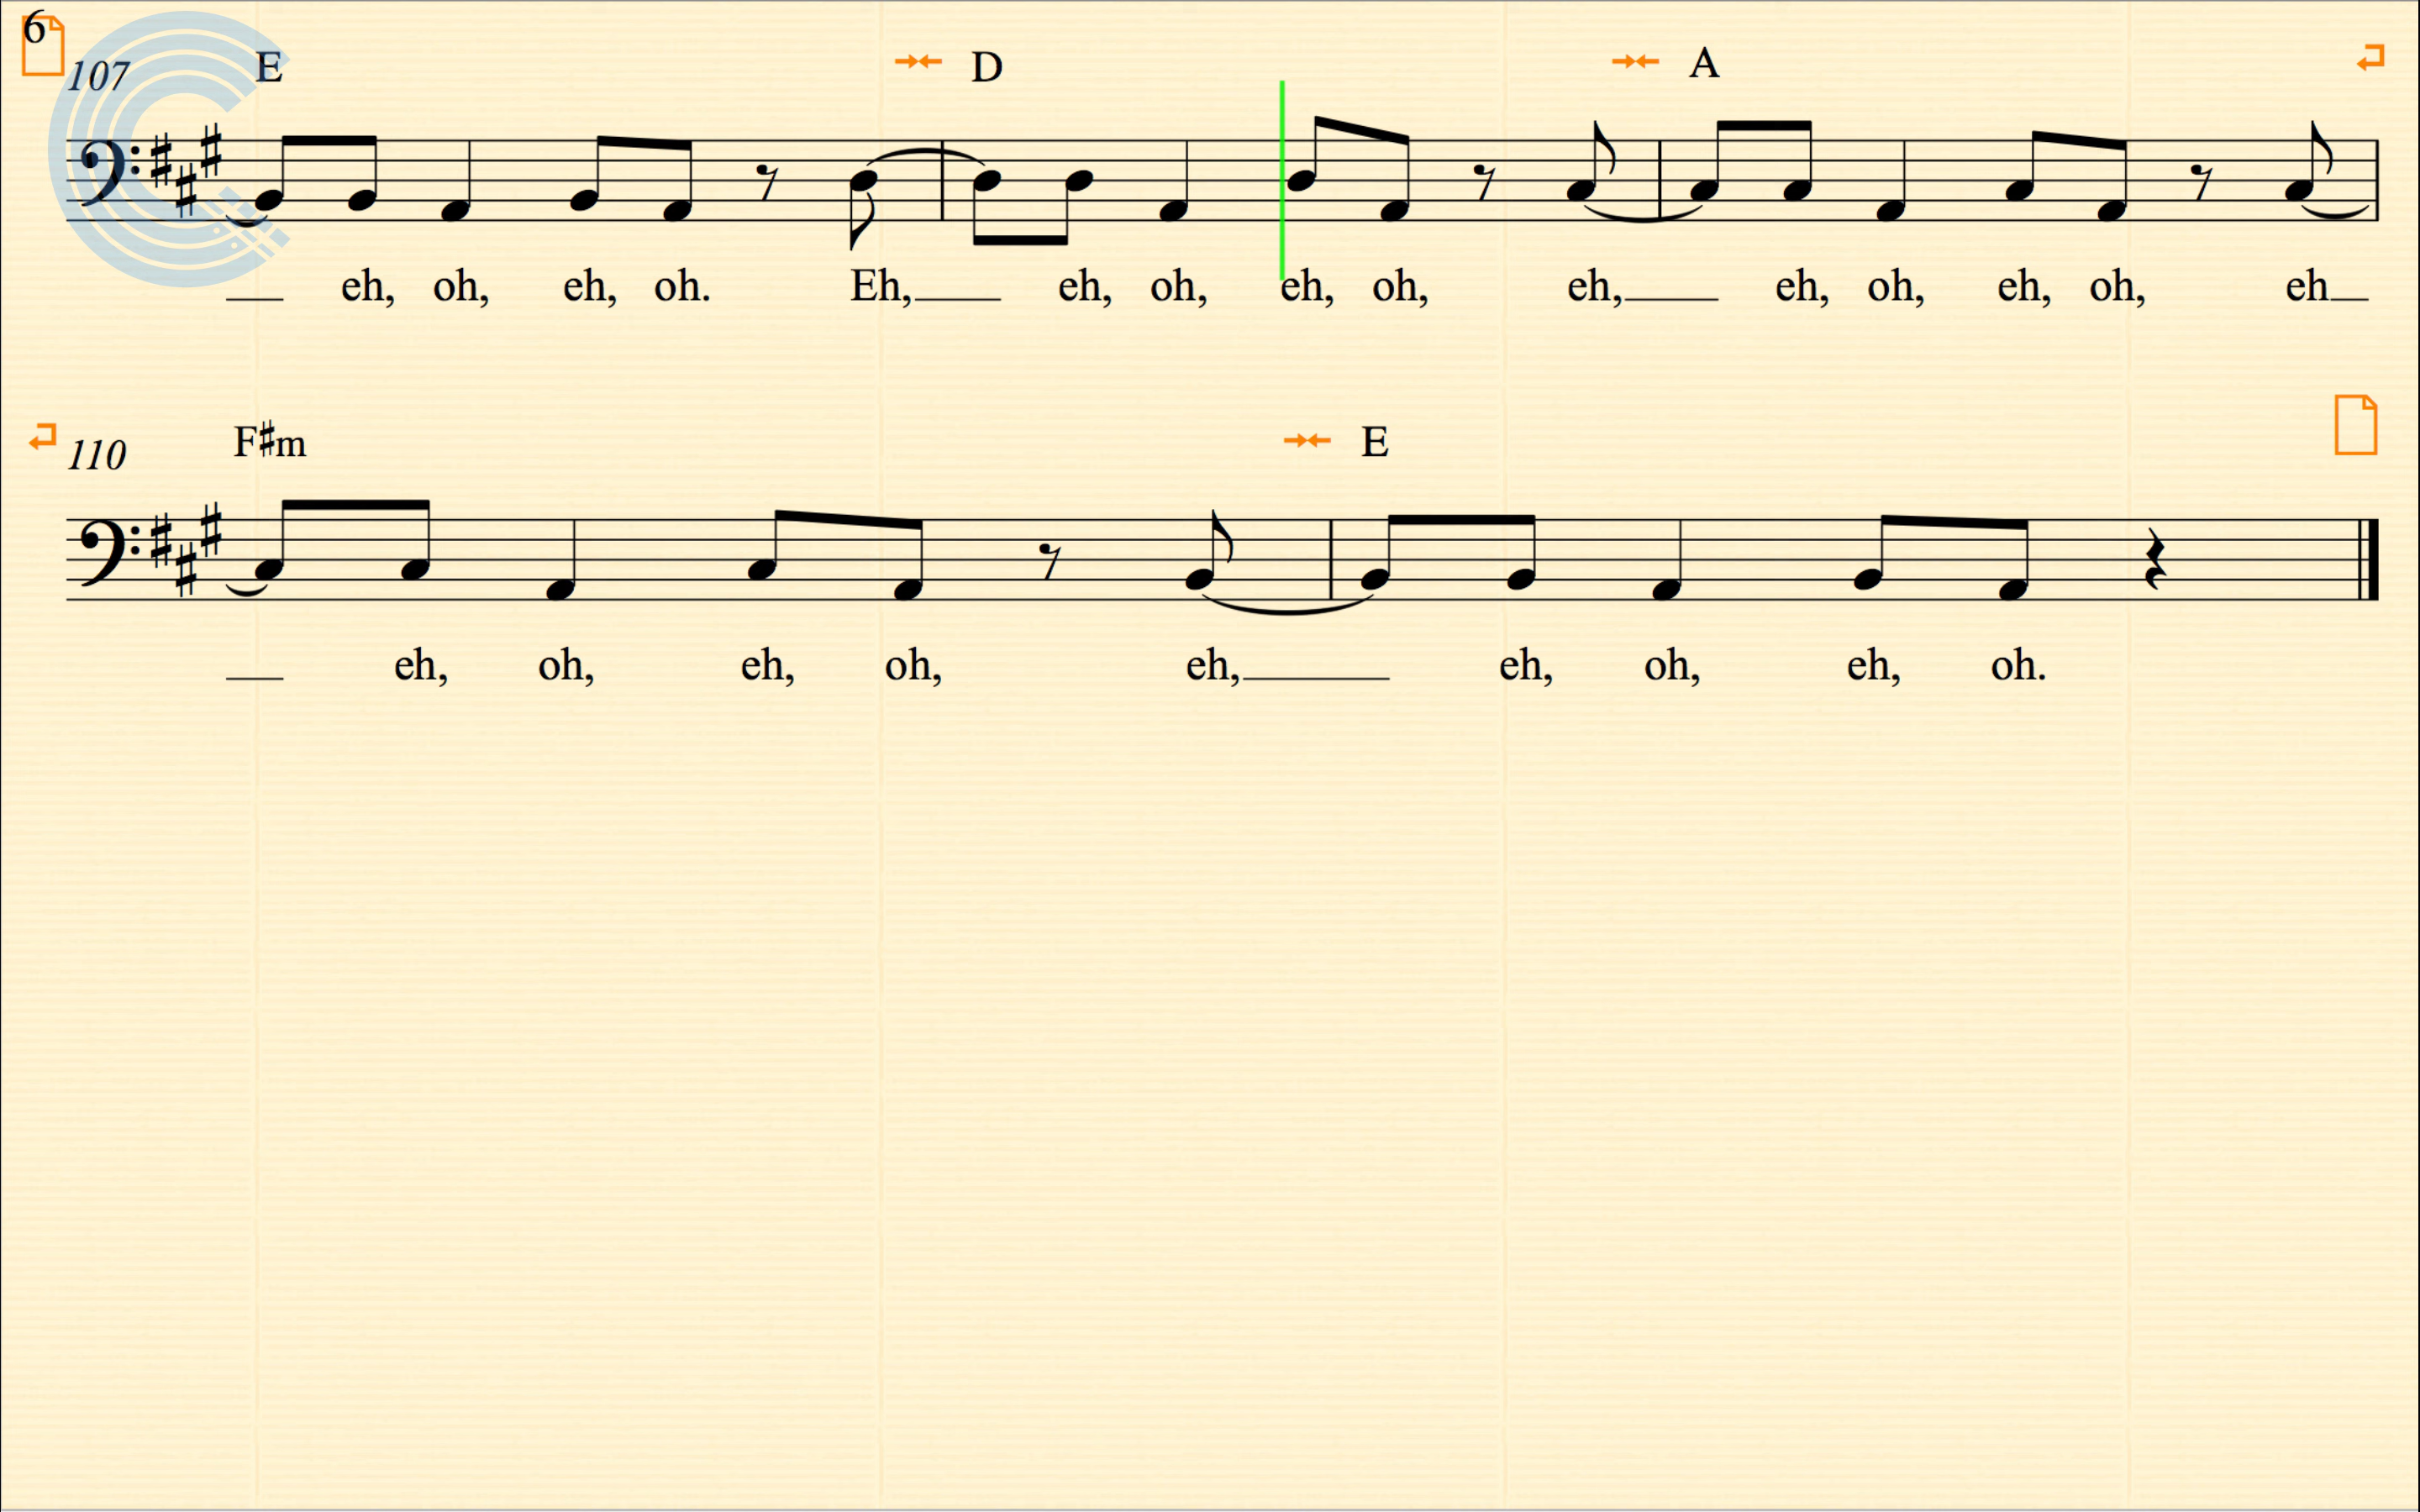 6
107 E D A
eh, oh, eh, oh. Eh, eh, oh, eh, oh, eh, eh, oh, eh, oh, eh
110 F♯m E
eh, oh, eh, oh, eh, eh, oh, eh, oh.